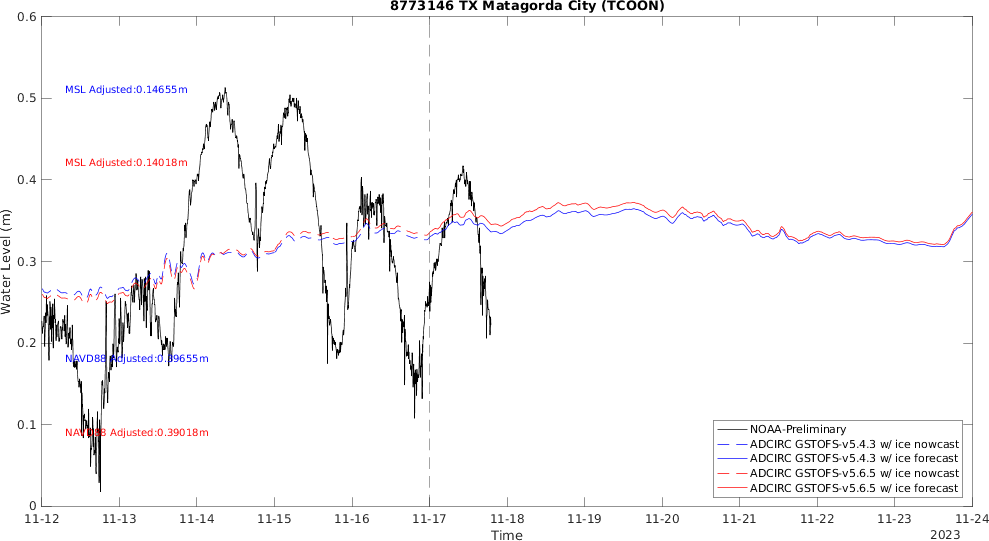 8773146 TX Matagorda City (TCOON)
0.6
0.5
0.4
0.3
0.2
0.1
0
Water Level (m)
MSL Adjusted:0.14655m
MSL Adjusted:0.14018m
NAVD88 Adjusted:0.39655m
NAVD88 Adjusted:0.39018m
NOAA-Preliminary
ADCIRC GSTOFS-v5.4.3 w/ ice nowcast
ADCIRC GSTOFS-v5.4.3 w/ ice forecast
ADCIRC GSTOFS-v5.6.5 w/ ice nowcast
ADCIRC GSTOFS-v5.6.5 w/ ice forecast
11-12 11-13 11-14 11-15 11-16 11-17 11-18 11-19 11-20 11-21 11-22 11-23 11-24
Time
2023